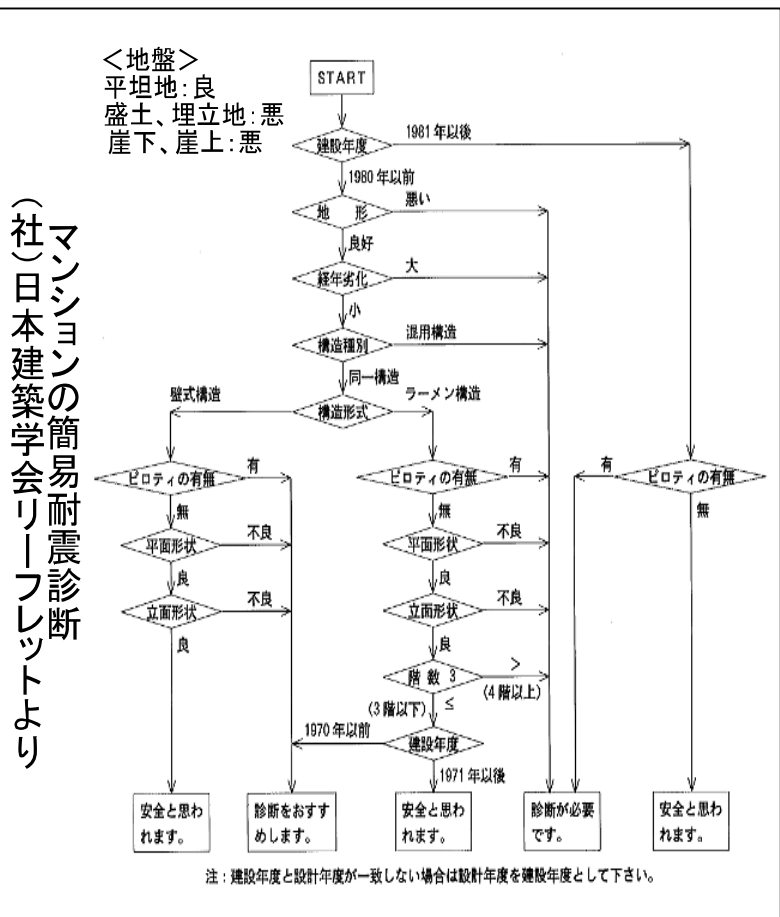 <地盤>
平坦地:良
盛土、埋立地:悪
崖下、崖上:悪
マンションの簡易耐震診断
(社)日本建築学会リーフレットより
START
建設年度
1981年以後
1980年以前
地 形
悪い
良好
経年劣化
大
小
構造種別
混用構造
同一構造
構造形式
壁式構造
ラーメン構造
ピロティの有無
有
無
平面形状
不良
良
立面形状
不良
良
ピロティの有無
有
無
平面形状
不良
良
立面形状
不良
良
階数3
>
(4階以上)
≦
(3階以下)
建設年度
1970年以前
1971年以後
ピロティの有無
有
無
安全と思わ
れます。
診断をおすす
めします。
安全と思わ
れます。
診断が必要
です。
安全と思わ
れます。
注:建設年度と設計年度が一致しない場合は設計年度を建設年度として下さい。